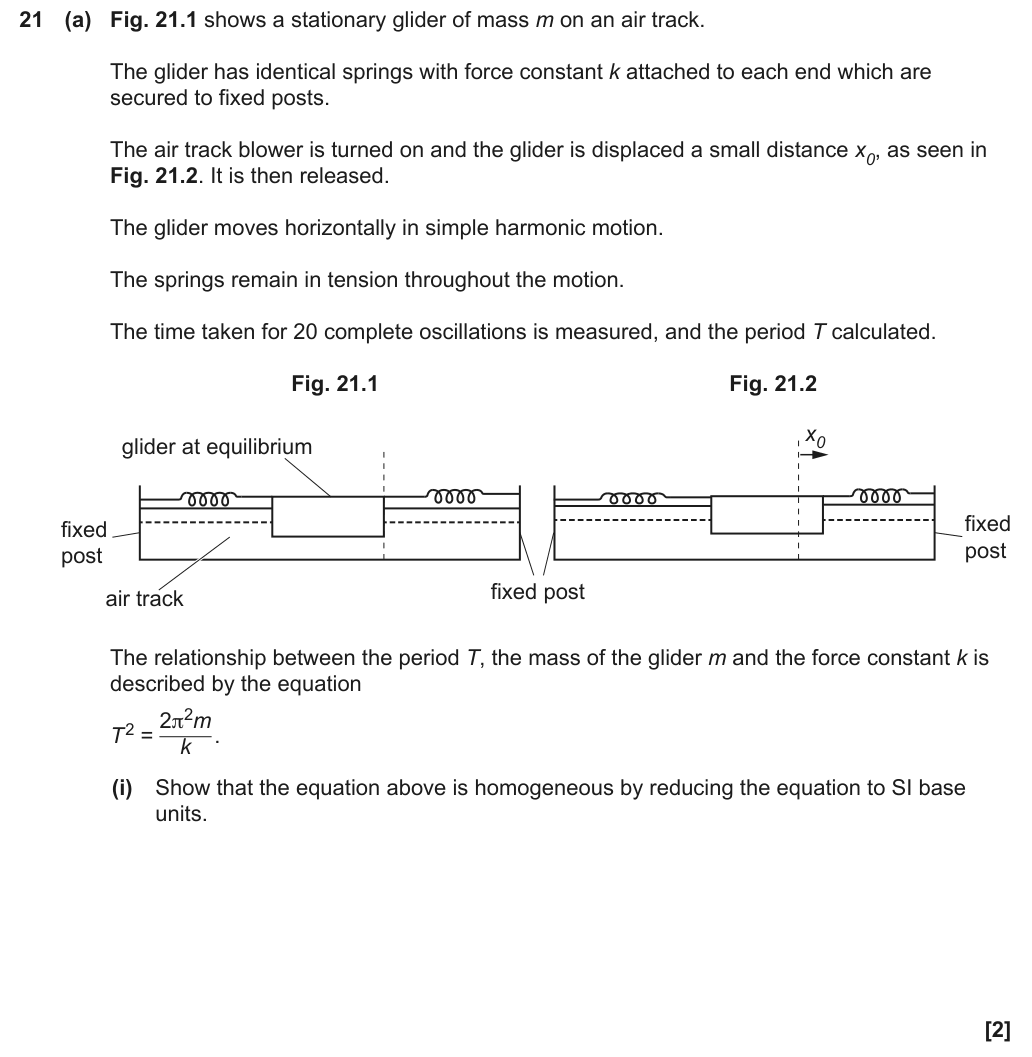 21 (a) Fig. 21.1 shows a stationary glider of mass m on an air track.
The glider has identical springs with force constant k attached to each end which are
secured to fixed posts.
The air track blower is turned on and the glider is displaced a small distance x₀, as seen in
Fig. 21.2. It is then released.
The glider moves horizontally in simple harmonic motion.
The springs remain in tension throughout the motion.
The time taken for 20 complete oscillations is measured, and the period T calculated.
Fig. 21.1
Fig. 21.2
glider at equilibrium
x₀
fixed
post
air track
fixed post
fixed
post
The relationship between the period T, the mass of the glider m and the force constant k is
described by the equation
T² = 2π²m / k .
(i) Show that the equation above is homogeneous by reducing the equation to SI base
units.
[2]